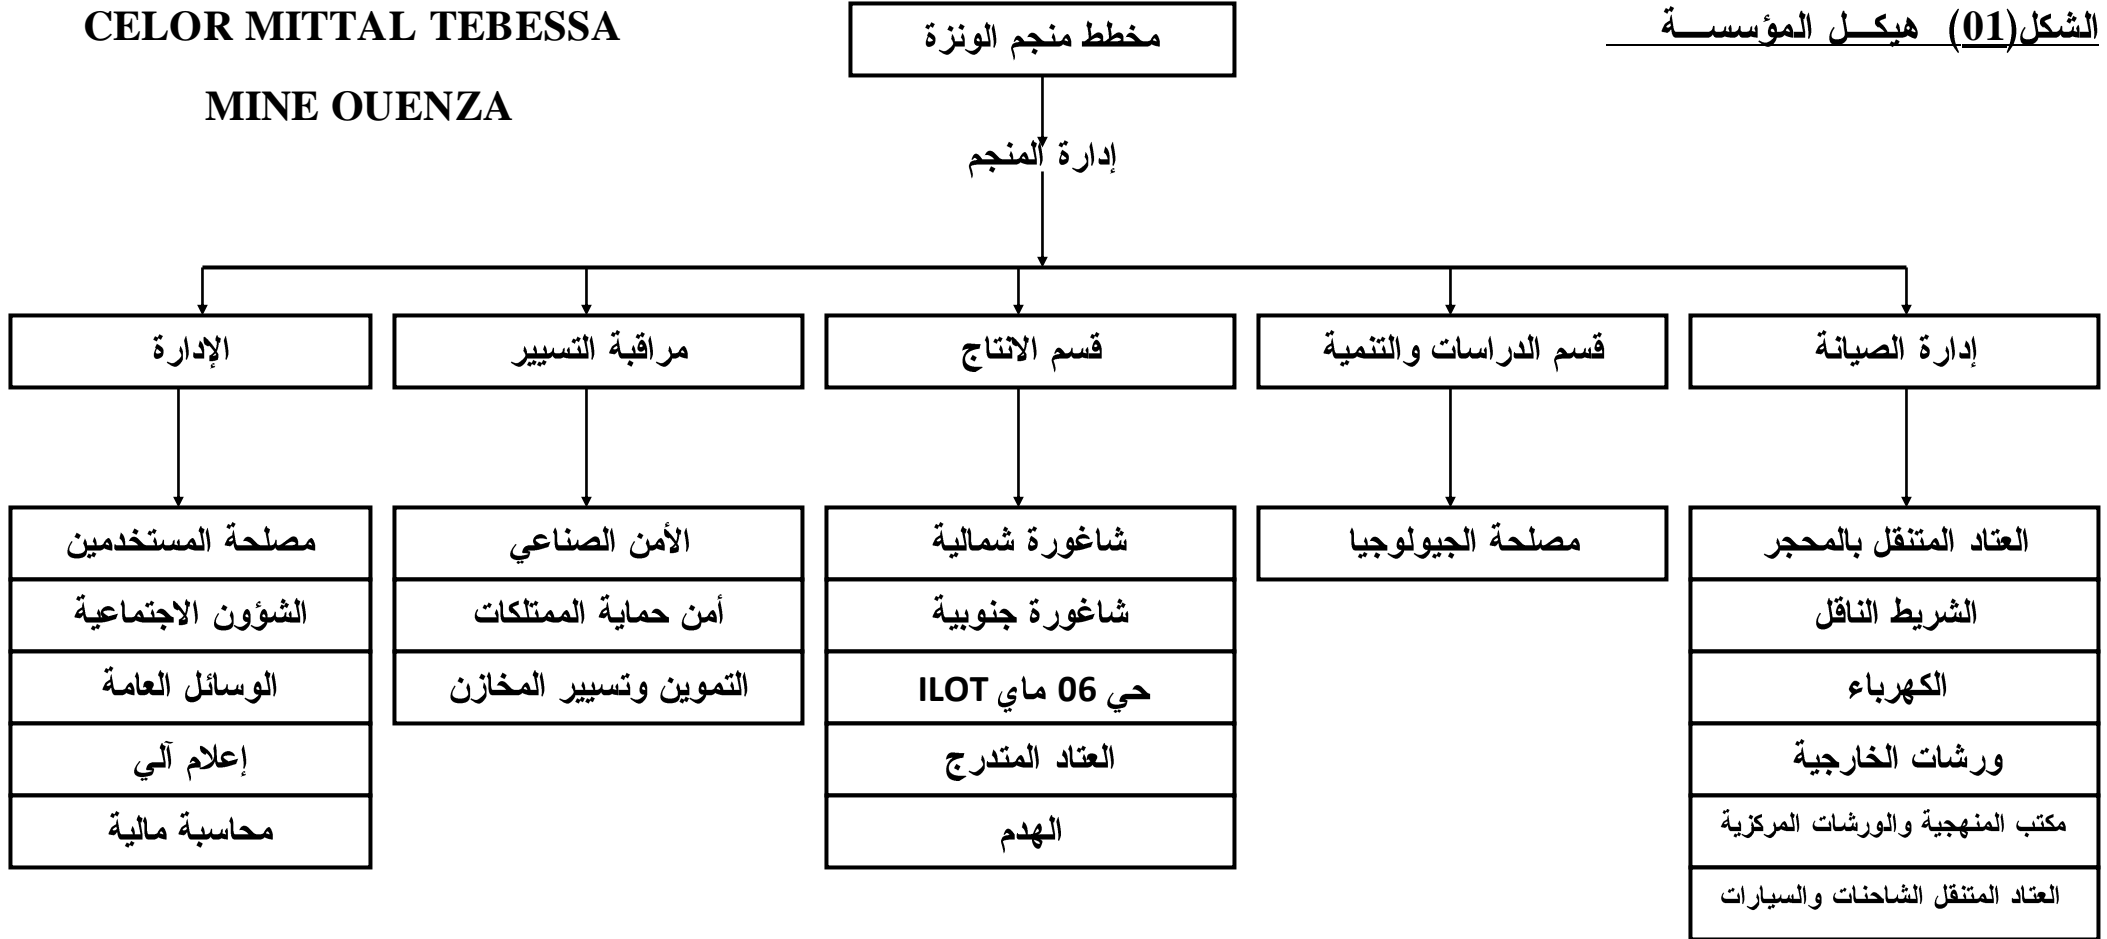 الشكل(01) هيكل المؤسسة
CELOR MITTAL TEBESSA
MINE OUENZA
مخطط منجم الونزة
إدارة المنجم
إدارة الصيانة
قسم الدراسات والتنمية
قسم الانتاج
مراقبة التسيير
الإدارة
العتاد المتنقل بالمحجر
الشريط الناقل
الكهرباء
ورشات الخارجية
مكتب المنهجية والورشات المركزية
العتاد المتنقل الشاحنات والسيارات
مصلحة الجيولوجيا
شاغورة شمالية
شاغورة جنوبية
حي 06 ماي ILOT
العتاد المتدرج
الهدم
الأمن الصناعي
أمن حماية الممتلكات
التموين وتسيير المخازن
مصلحة المستخدمين
الشؤون الاجتماعية
الوسائل العامة
إعلام آلي
محاسبة مالية